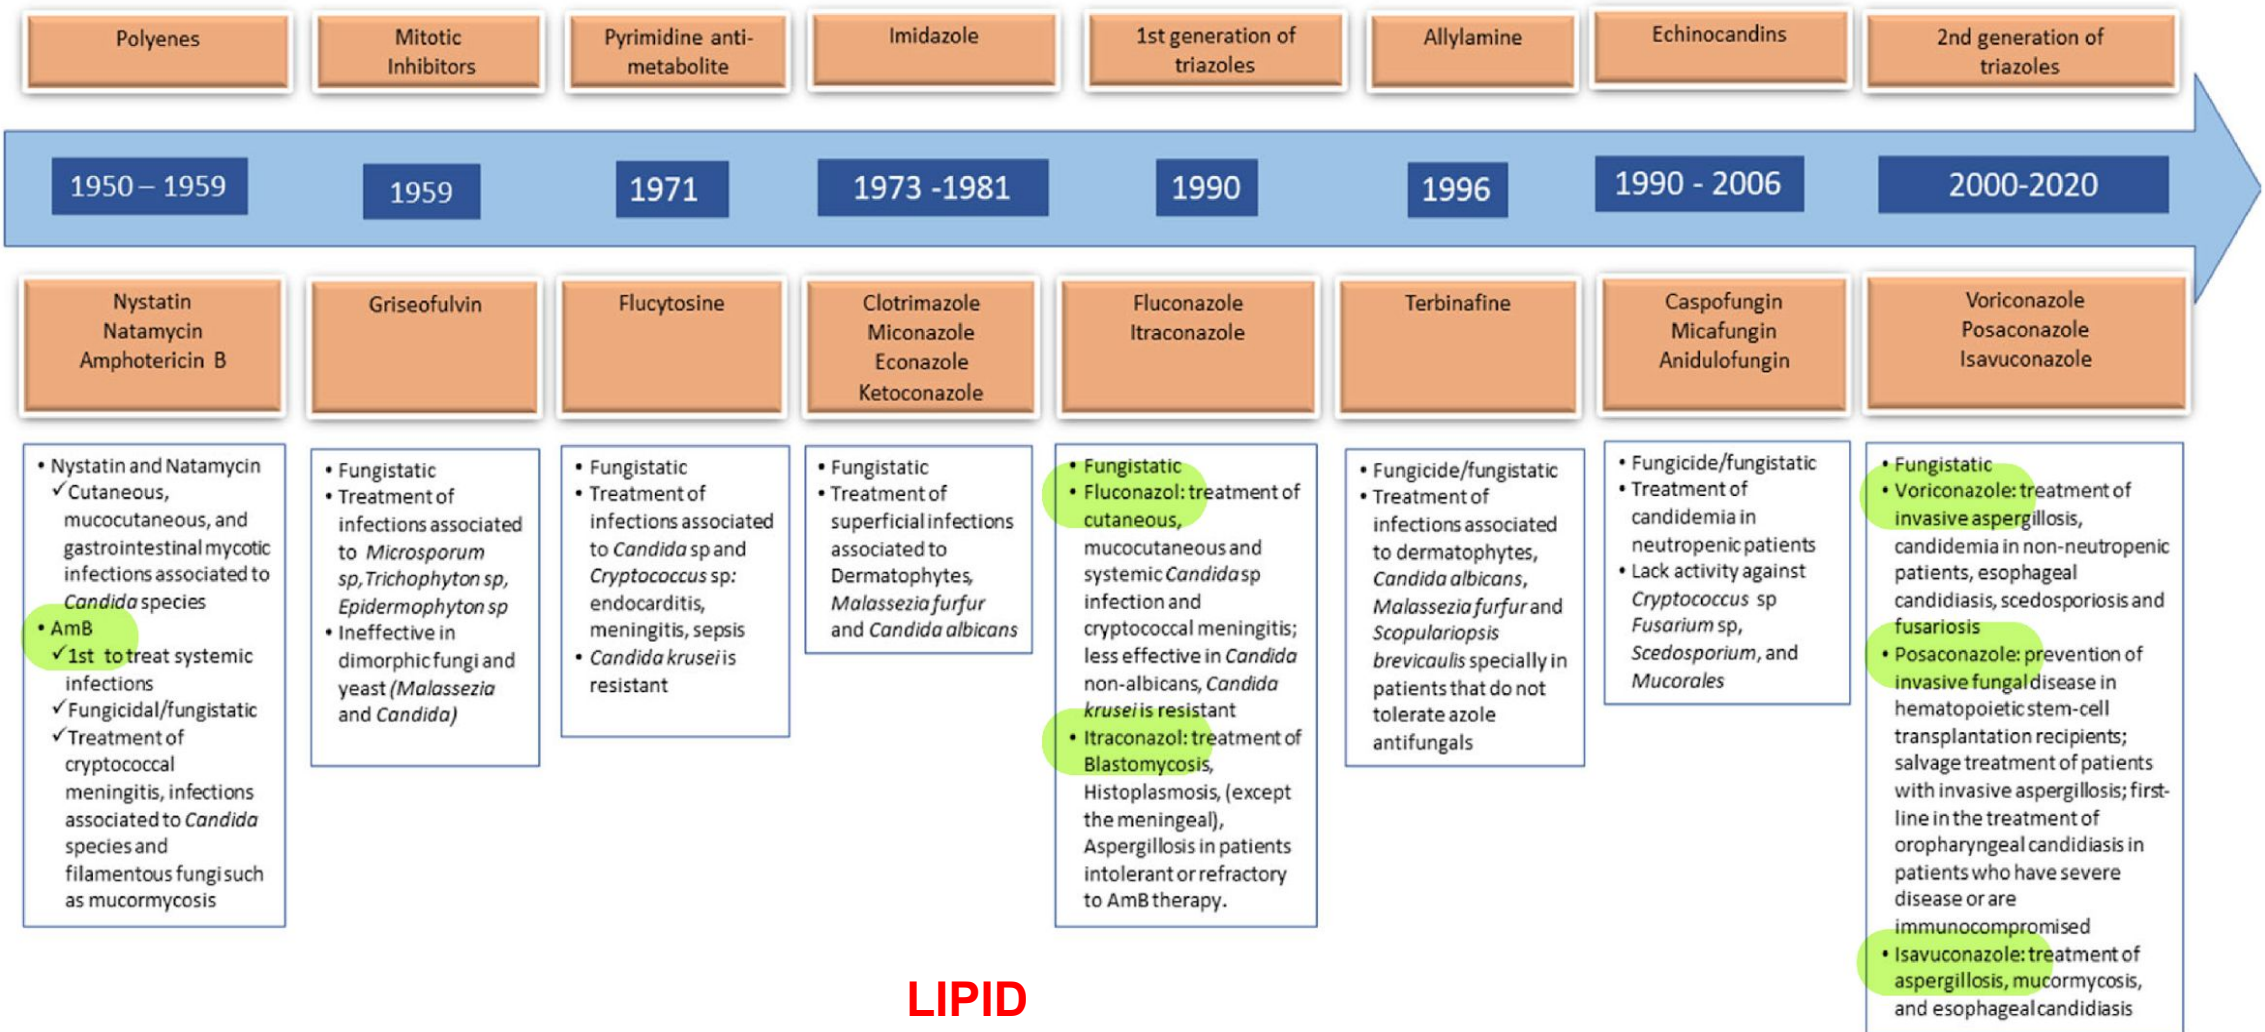 Polyenes
Mitotic
Inhibitors
Pyrimidine anti-
metabolite
Imidazole
1st generation of
triazoles
Allylamine
Echinocandins
2nd generation of
triazoles
1950 – 1959
1959
1971
1973 -1981
1990
1996
1990 - 2006
2000-2020
Nystatin
Natamycin
Amphotericin B
Griseofulvin
Flucytosine
Clotrimazole
Miconazole
Econazole
Ketoconazole
Fluconazole
Itraconazole
Terbinafine
Caspofungin
Micafungin
Anidulofungin
Voriconazole
Posaconazole
Isavuconazole
• Nystatin and Natamycin
✓Cutaneous,
mucocutaneous, and
gastrointestinal mycotic
infections associated to
Candida species
• AmB
✓1st to treat systemic
infections
✓Fungicidal/fungistatic
✓Treatment of
cryptococcal
meningitis, infections
associated to Candida
species and
filamentous fungi such
as mucormycosis
• Fungistatic
• Treatment of
infections associated
to Microsporum
sp, Trichophyton sp,
Epidermophyton sp
• Ineffective in
dimorphic fungi and
yeast (Malassezia
and Candida)
• Fungistatic
• Treatment of
infections associated
to Candida sp and
Cryptococcus sp:
endocarditis,
meningitis, sepsis
• Candida krusei is
resistant
• Fungistatic
• Treatment of
superficial infections
associated to
Dermatophytes,
Malassezia furfur
and Candida albicans
• Fungistatic
• Fluconazol: treatment of
cutaneous,
mucocutaneous and
systemic Candida sp
infection and
cryptococcal meningitis;
less effective in Candida
non-albicans, Candida
krusei is resistant
• Itraconazol: treatment of
Blastomycosis,
Histoplasmosis, (except
the meningeal),
Aspergillosis in patients
intolerant or refractory
to AmB therapy.
• Fungicide/fungistatic
• Treatment of
infections associated
to dermatophytes,
Candida albicans,
Malassezia furfur and
Scopulariopsis
brevicaulis specially in
patients that do not
tolerate azole
antifungals
• Fungicide/fungistatic
• Treatment of
candidemia in
neutropenic patients
• Lack activity against
Cryptococcus sp
Fusarium sp,
Scedosporium, and
Mucorales
• Fungistatic
• Voriconazole: treatment of
invasive aspergillosis,
candidemia in non-neutropenic
patients, esophageal
candidiasis, scedosporiosis and
fusariosis
• Posaconazole: prevention of
invasive fungal disease in
hematopoietic stem-cell
transplantation recipients;
salvage treatment of patients
with invasive aspergillosis; first-
line in the treatment of
oropharyngeal candidiasis in
patients who have severe
disease or are
immunocompromised
• Isavuconazole: treatment of
aspergillosis, mucormycosis,
and esophageal candidiasis
LIPID